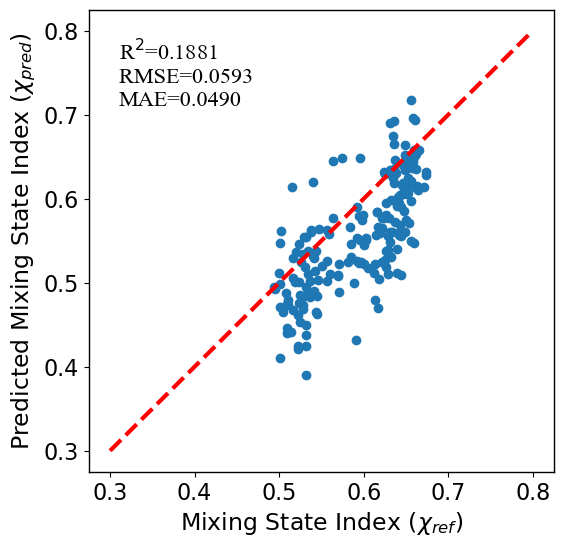 R²=0.1881
RMSE=0.0593
MAE=0.0490
0.8
0.7
0.6
0.5
0.4
0.3
Predicted Mixing State Index (χpred)
0.3 0.4 0.5 0.6 0.7 0.8
Mixing State Index (χref)